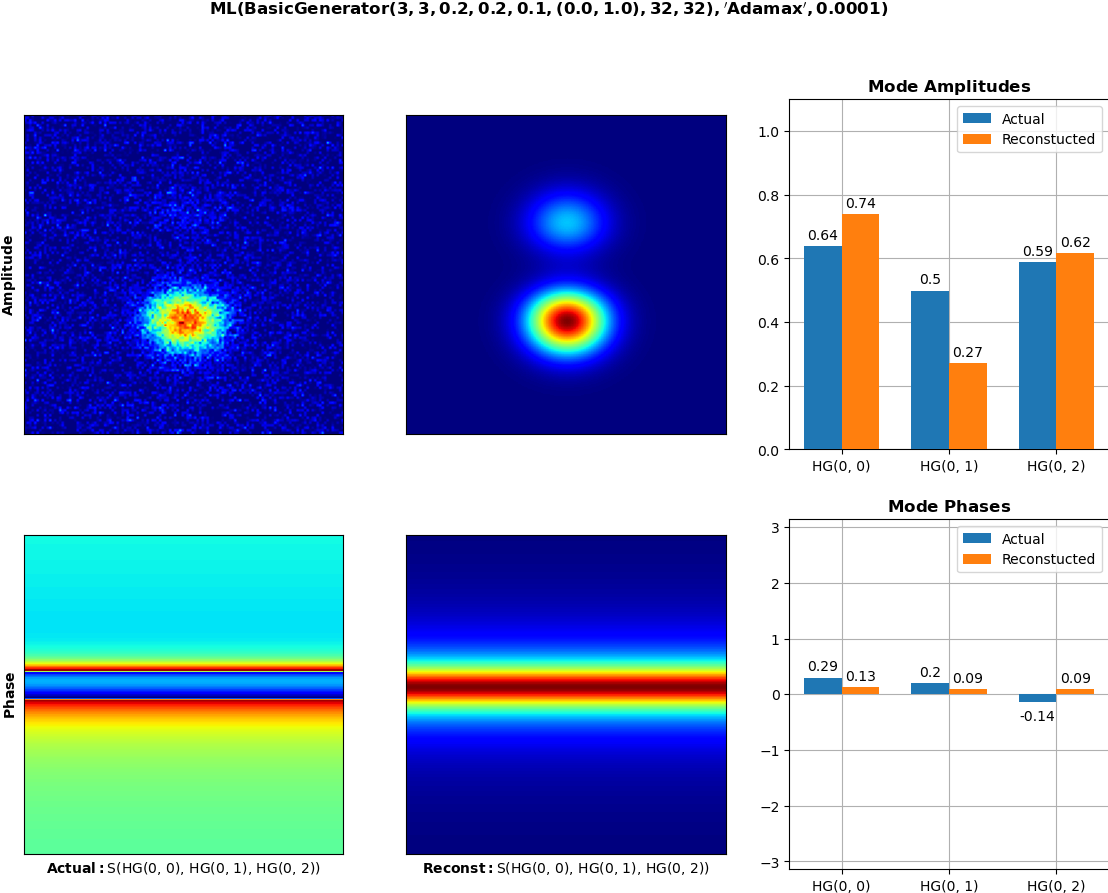 ML(BasicGenerator(3, 3, 0.2, 0.2, 0.1, (0.0, 1.0), 32, 32), ′Adamax′, 0.0001)
Mode Amplitudes
Actual
Reconstucted
1.0
0.8
0.6
0.4
0.2
0.0
0.64
0.74
0.5
0.27
0.59
0.62
HG(0, 0)
HG(0, 1)
HG(0, 2)
Amplitude
Mode Phases
Actual
Reconstucted
3
2
1
0
−1
−2
−3
0.29
0.13
0.2
0.09
-0.14
0.09
HG(0, 0)
HG(0, 1)
HG(0, 2)
Phase
Actual: S(HG(0, 0), HG(0, 1), HG(0, 2))
Reconst: S(HG(0, 0), HG(0, 1), HG(0, 2))